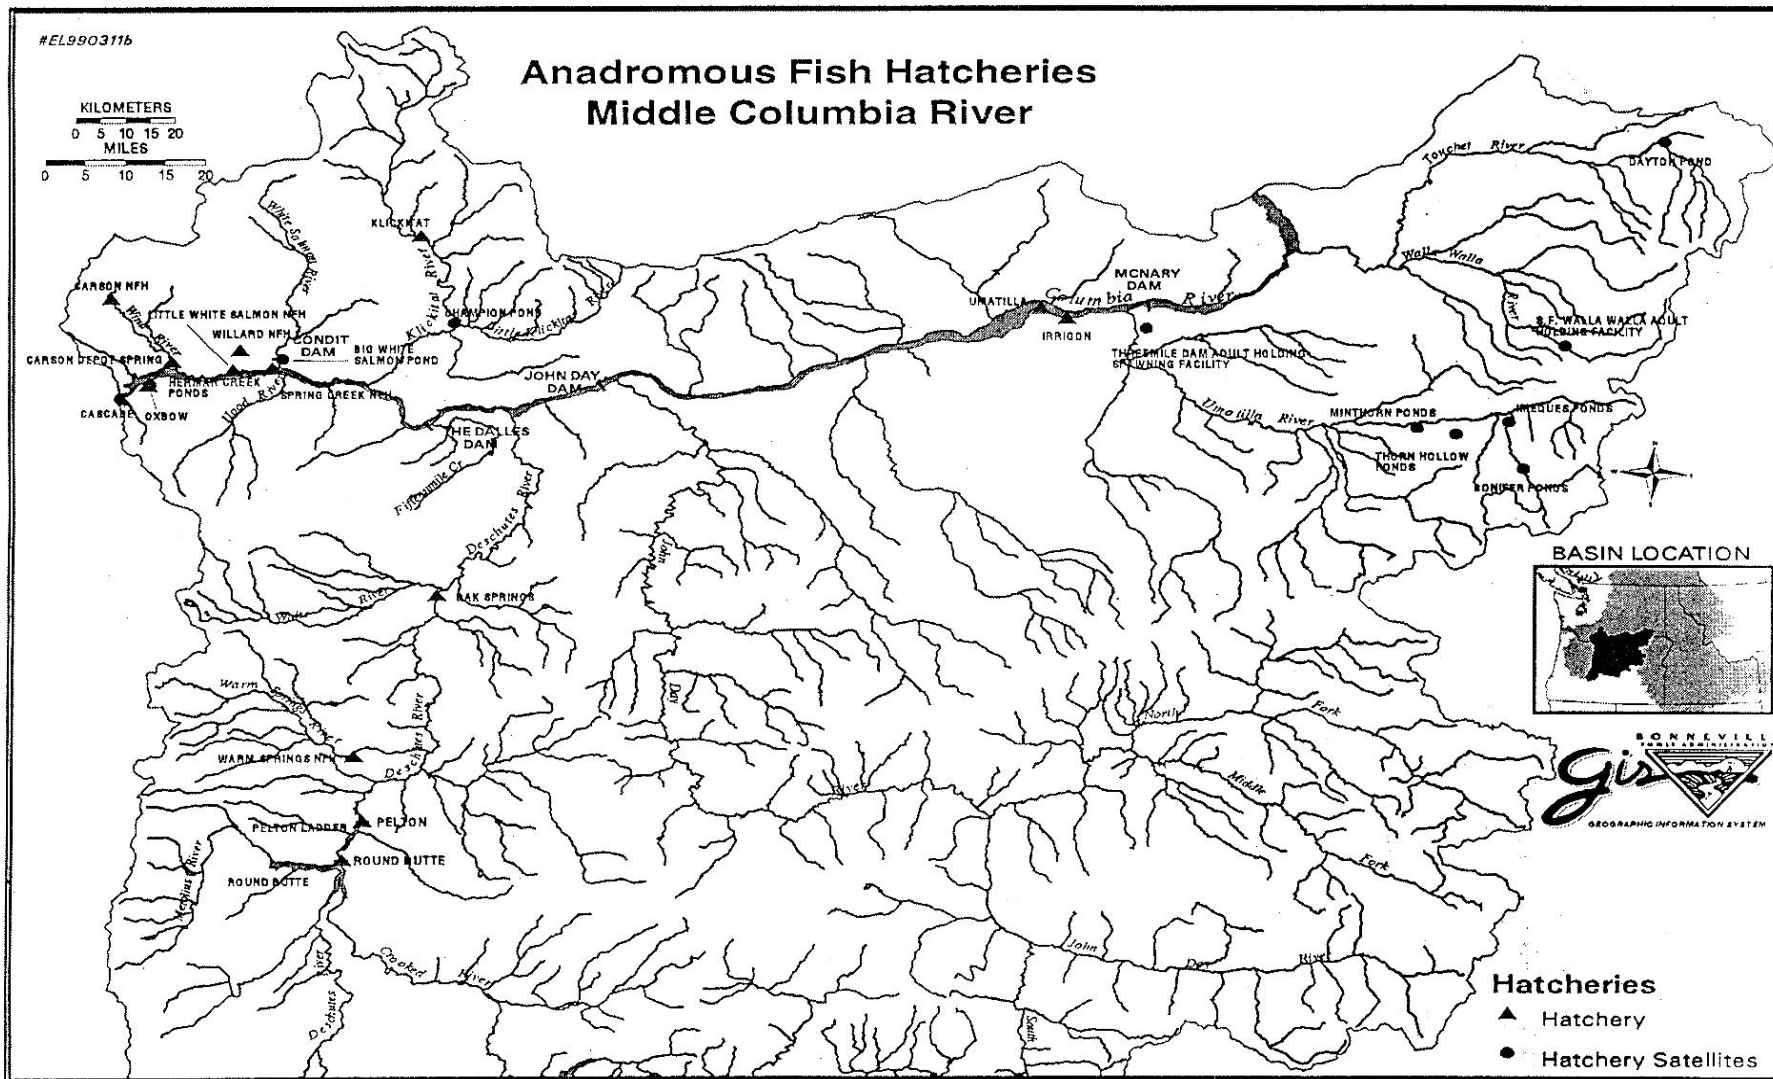 #EL990311b
Anadromous Fish Hatcheries
Middle Columbia River
KILOMETERS
0 5 10 15 20
MILES
0 5 10 15 20
Touchet River
DAYTON POND
White Salmon River
KLICKITAT
Klickitat River
Walla Walla
River
MCNARY
DAM
CARSON NFH
Wind River
LITTLE WHITE SALMON NFH
WILLARD NFH
CONDIT
DAM
CHAMPION POND
Little Klickitat River
UMATILLA
Columbia River
IRRIGON
S.F. WALLA WALLA ADULT
HOLDING FACILITY
CARSON DEPOT SPRING
BIG WHITE
SALMON POND
THREEMILE DAM ADULT HOLDING
SPAWNING FACILITY
HERMAN CREEK
PONDS
SPRING CREEK NFH
JOHN DAY
DAM
CASCADE
OXBOW
Hood River
Umatilla River
MINTHORN PONDS
IMEQUES PONDS
THE DALLES
DAM
THORN HOLLOW
PONDS
BONIFER PONDS
Fifteenmile Cr
Deschutes River
John
BASIN LOCATION
OAK SPRINGS
White River
Warm Springs River
Day
Deschutes River
North Fork
WARM SPRINGS NFH
River
Middle
Fork
BONNEVILLE
POWER ADMINISTRATION
gis
GEOGRAPHIC INFORMATION SYSTEM
PELTON LADDER
PELTON
ROUND BUTTE
ROUND BUTTE
Metolius River
Crooked River
John Day River
Deschutes River
South
Hatcheries
Hatchery
Hatchery Satellites